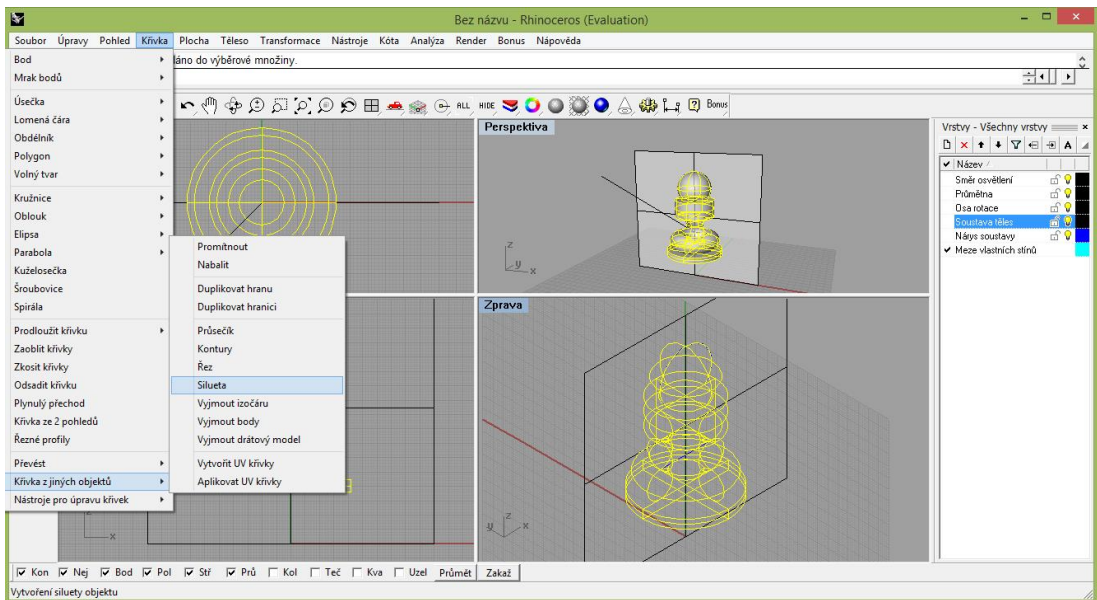 Bez názvu - Rhinoceros (Evaluation)
Soubor Úpravy Pohled Křivka Plocha Těleso Transformace Nástroje Kóta Analýza Render Bonus Nápověda
áno do výběrové množiny.
Bod
Mrak bodů
Úsečka
Lomená čára
Obdélník
Polygon
Volný tvar
Kružnice
Oblouk
Elipsa
Parabola
Kuželosečka
Šroubovice
Spirála
Prodloužit křivku
Zaoblit křivky
Zkosit křivky
Odsadit křivku
Plynulý přechod
Křivka ze 2 pohledů
Řezné profily
Převést
Křivka z jiných objektů
Nástroje pro úpravu křivek
Promítnout
Nabalit
Duplikovat hranu
Duplikovat hranici
Průsečík
Kontury
Řez
Silueta
Vyjmout izočáru
Vyjmout body
Vyjmout drátový model
Vytvořit UV křivky
Aplikovat UV křivky
ALL HIDE Bonus
Perspektiva
z
y x
Zprava
z
y x
z
x
Vrstvy - Všechny vrstvy
A
Název
Směr osvětlení
Průmětna
Osa rotace
Soustava těles
Nárys soustavy
Meze vlastních stínů
Kon Nej Bod Pol Stř Prů Kol Teč Kva Uzel Průmět Zakaž
Vytvoření siluety objektu